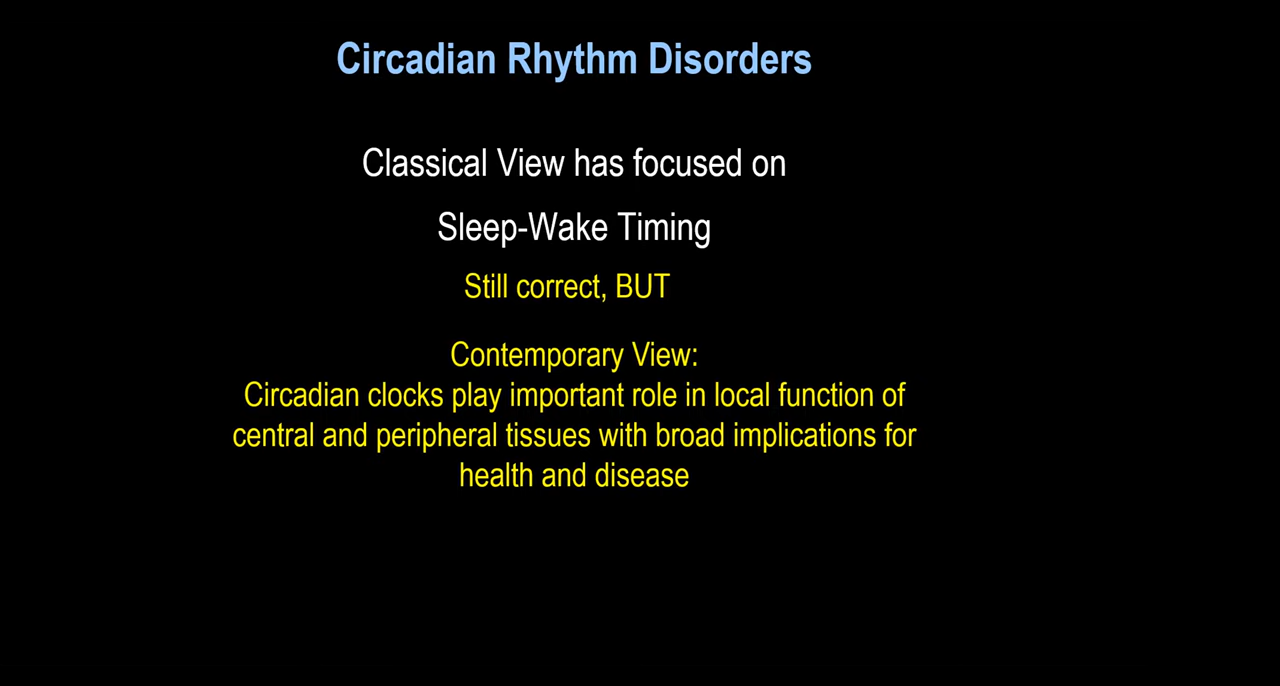 Circadian Rhythm Disorders
Classical View has focused on
Sleep-Wake Timing
Still correct, BUT
Contemporary View:
Circadian clocks play important role in local function of
central and peripheral tissues with broad implications for
health and disease